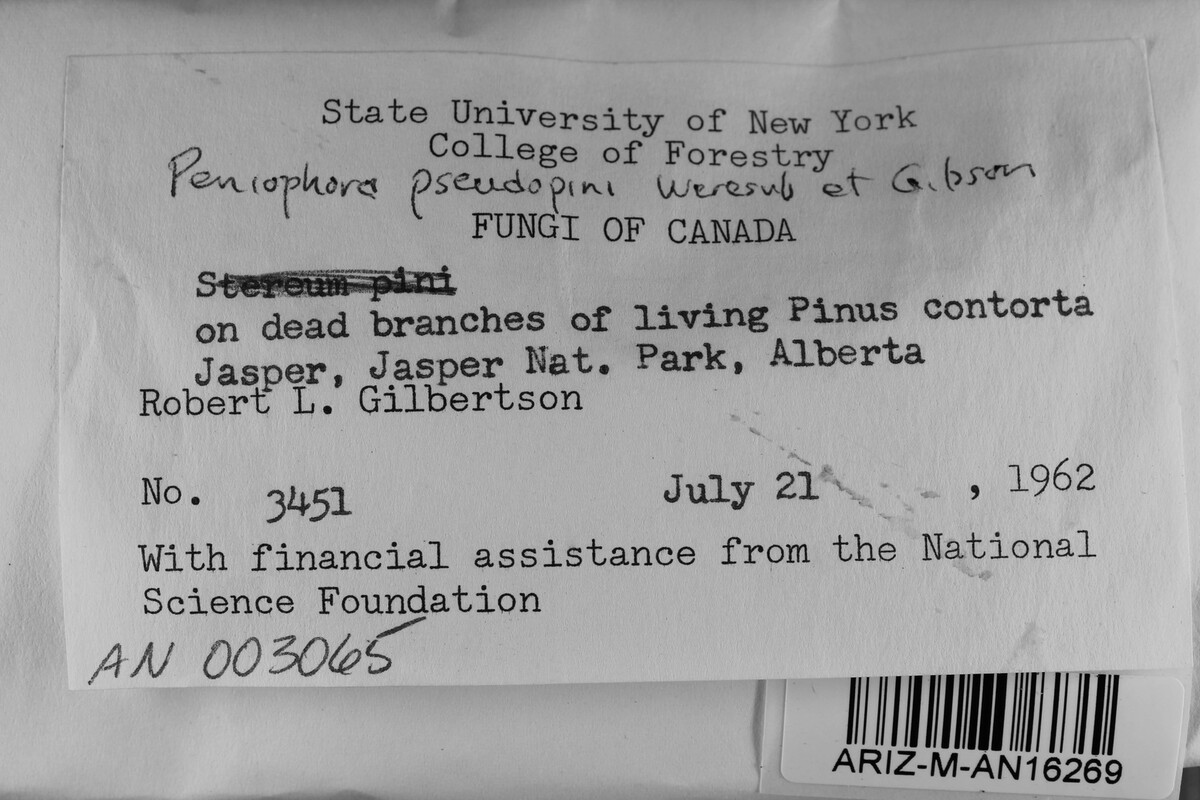 State University of New York
College of Forestry
Peniophora pseudopini Weresub et Gibson
FUNGI OF CANADA
Stereum pini
on dead branches of living Pinus contorta
Jasper, Jasper Nat. Park, Alberta
Robert L. Gilbertson
No. 3451 July 21 , 1962
With financial assistance from the National
Science Foundation
AN 003065
ARIZ-M-AN16269